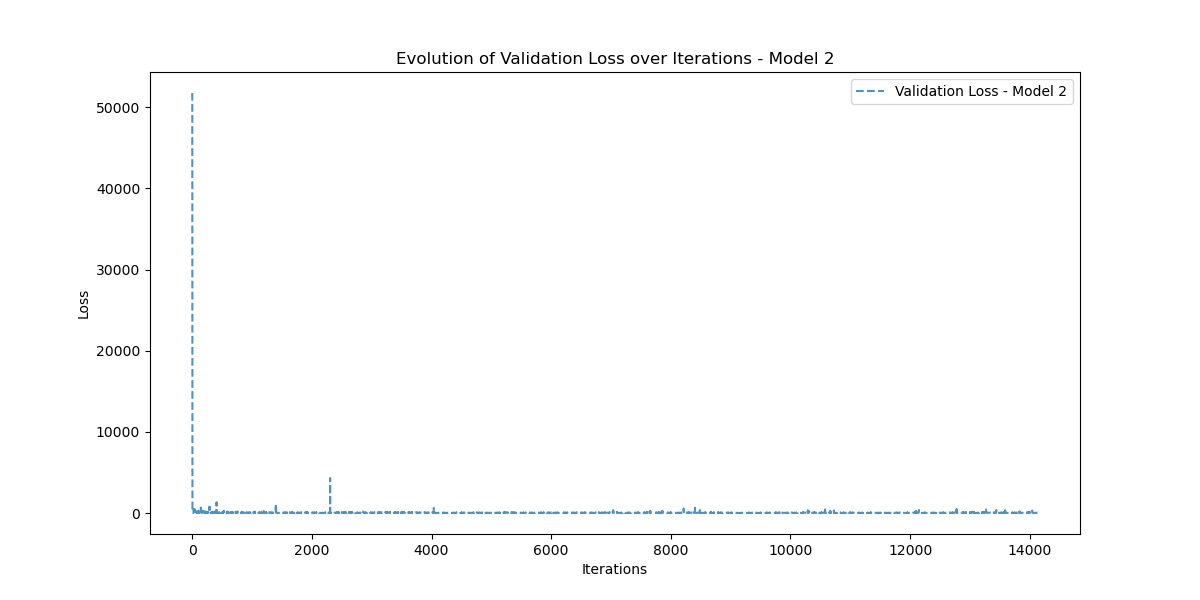 Evolution of Validation Loss over Iterations - Model 2
Validation Loss - Model 2
50000
40000
30000
20000
10000
0
Loss
0 2000 4000 6000 8000 10000 12000 14000
Iterations